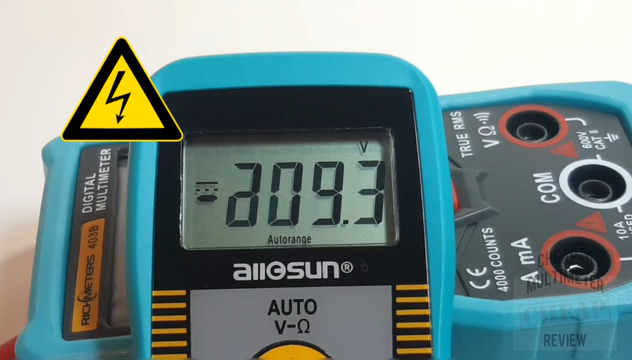 V
209.3
Autorange
allosun®
AUTO
V-Ω
DIGITAL
MULTIMETER
RICHMETERS 403B
TRUE RMS
VΩ
600V
CAT II
COM
10A
A mA
CE
4000 COUNTS
MULTIMETER
REVIEW